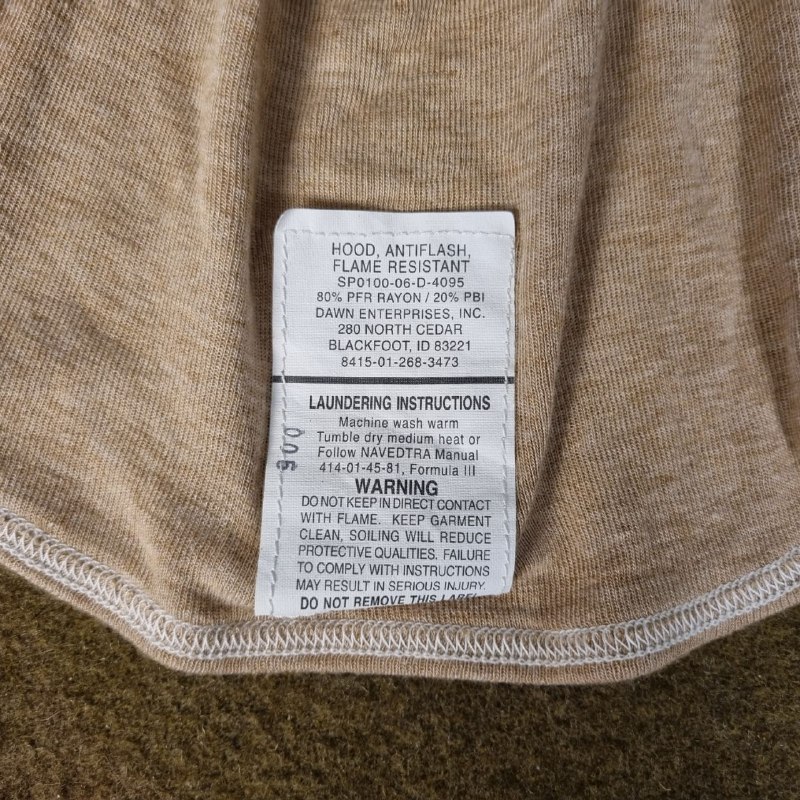 HOOD, ANTIFLASH,
FLAME RESISTANT
SP0100-06-D-4095
80% PFR RAYON / 20% PBI
DAWN ENTERPRISES, INC.
280 NORTH CEDAR
BLACKFOOT, ID 83221
8415-01-268-3473
LAUNDERING INSTRUCTIONS
Machine wash warm
Tumble dry medium heat or
Follow NAVEDTRA Manual
414-01-45-81, Formula III
WARNING
DO NOT KEEP IN DIRECT CONTACT
WITH FLAME. KEEP GARMENT
CLEAN, SOILING WILL REDUCE
PROTECTIVE QUALITIES. FAILURE
TO COMPLY WITH INSTRUCTIONS
MAY RESULT IN SERIOUS INJURY.
DO NOT REMOVE THIS LABEL